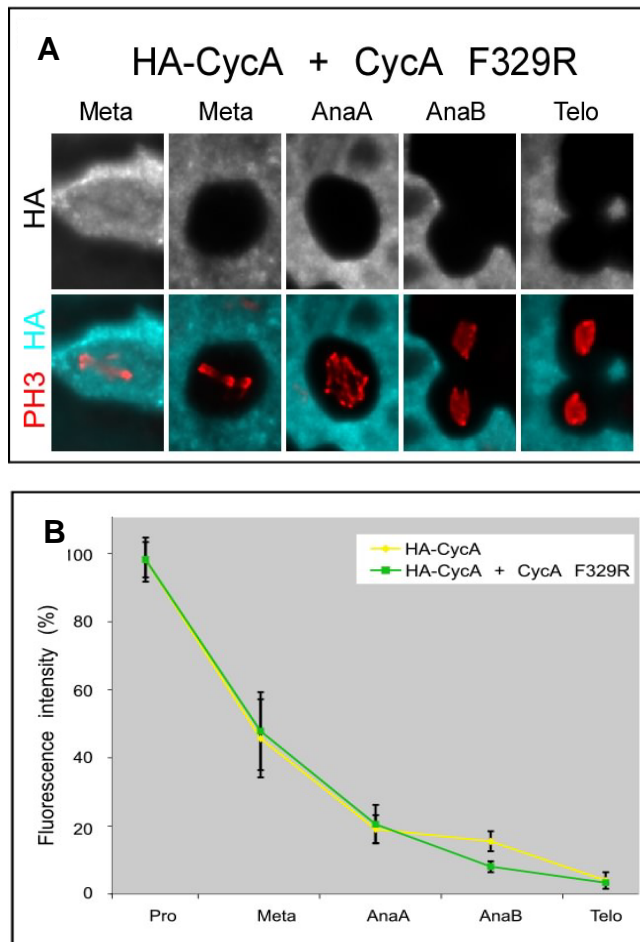 A
HA-CycA + CycA F329R
Meta Meta AnaA AnaB Telo
HA
PH3 HA
B
HA-CycA
HA-CycA + CycA F329R
Fluorescence intensity (%)
100
80
60
40
20
0
Pro Meta AnaA AnaB Telo